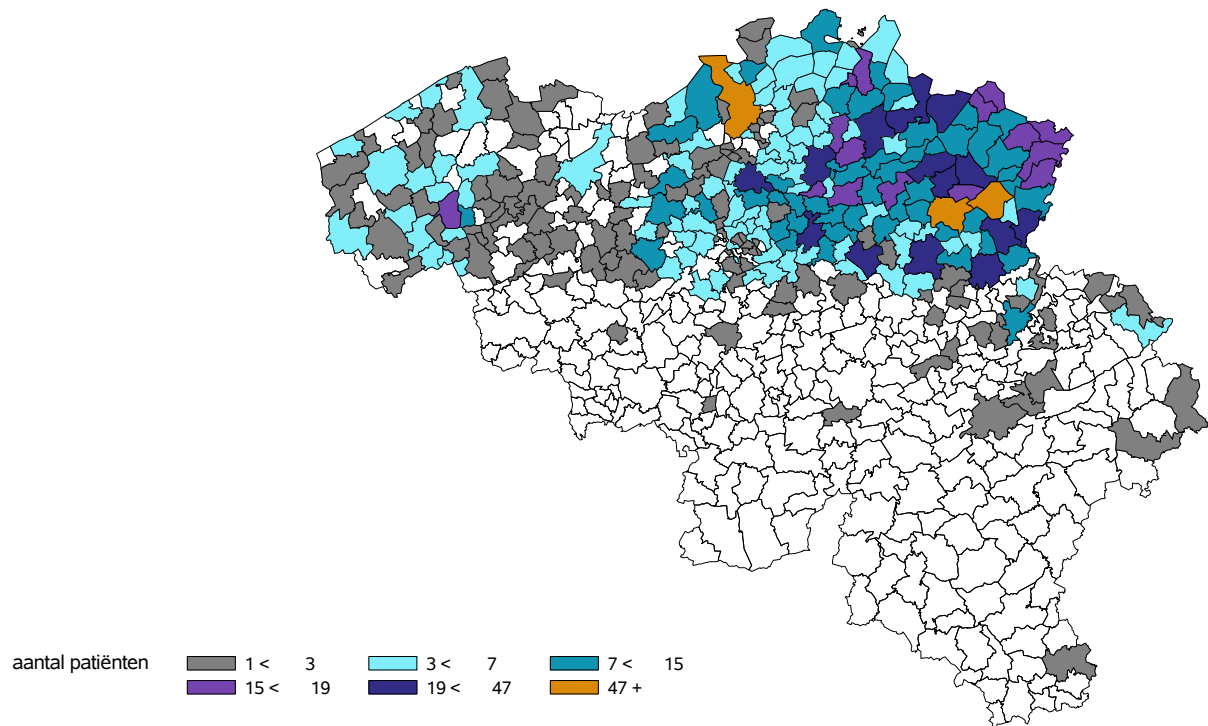 aantal patiënten 1 < 3 3 < 7 7 < 15
15 < 19 19 < 47 47 +